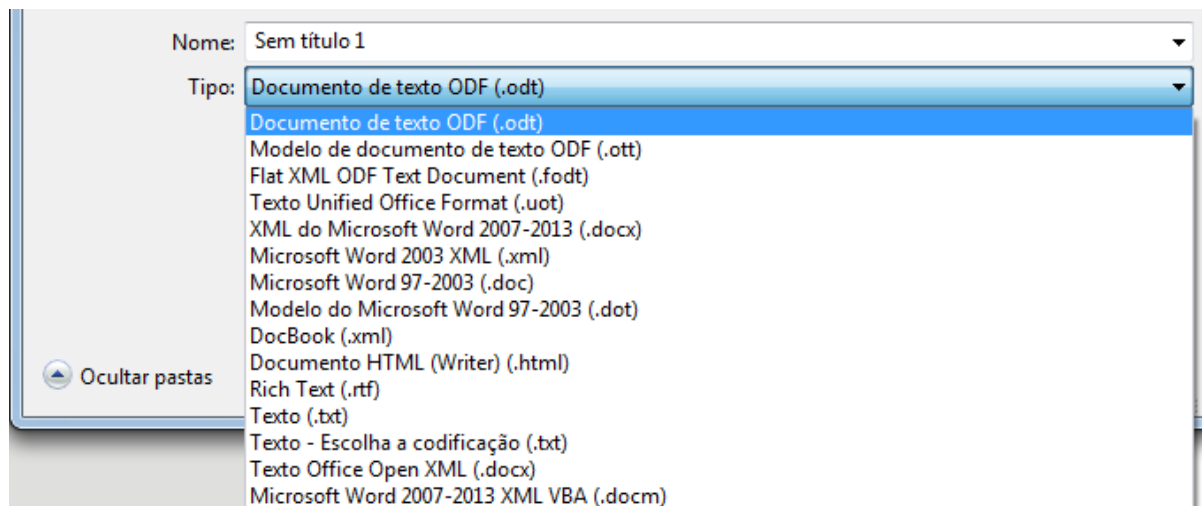 Nome: Sem título 1
Tipo: Documento de texto ODF (.odt)
Documento de texto ODF (.odt)
Modelo de documento de texto ODF (.ott)
Flat XML ODF Text Document (.fodt)
Texto Unified Office Format (.uot)
XML do Microsoft Word 2007-2013 (.docx)
Microsoft Word 2003 XML (.xml)
Microsoft Word 97-2003 (.doc)
Modelo do Microsoft Word 97-2003 (.dot)
DocBook (.xml)
Documento HTML (Writer) (.html)
Ocultar pastas
Rich Text (.rtf)
Texto (.txt)
Texto - Escolha a codificação (.txt)
Texto Office Open XML (.docx)
Microsoft Word 2007-2013 XML VBA (.docm)